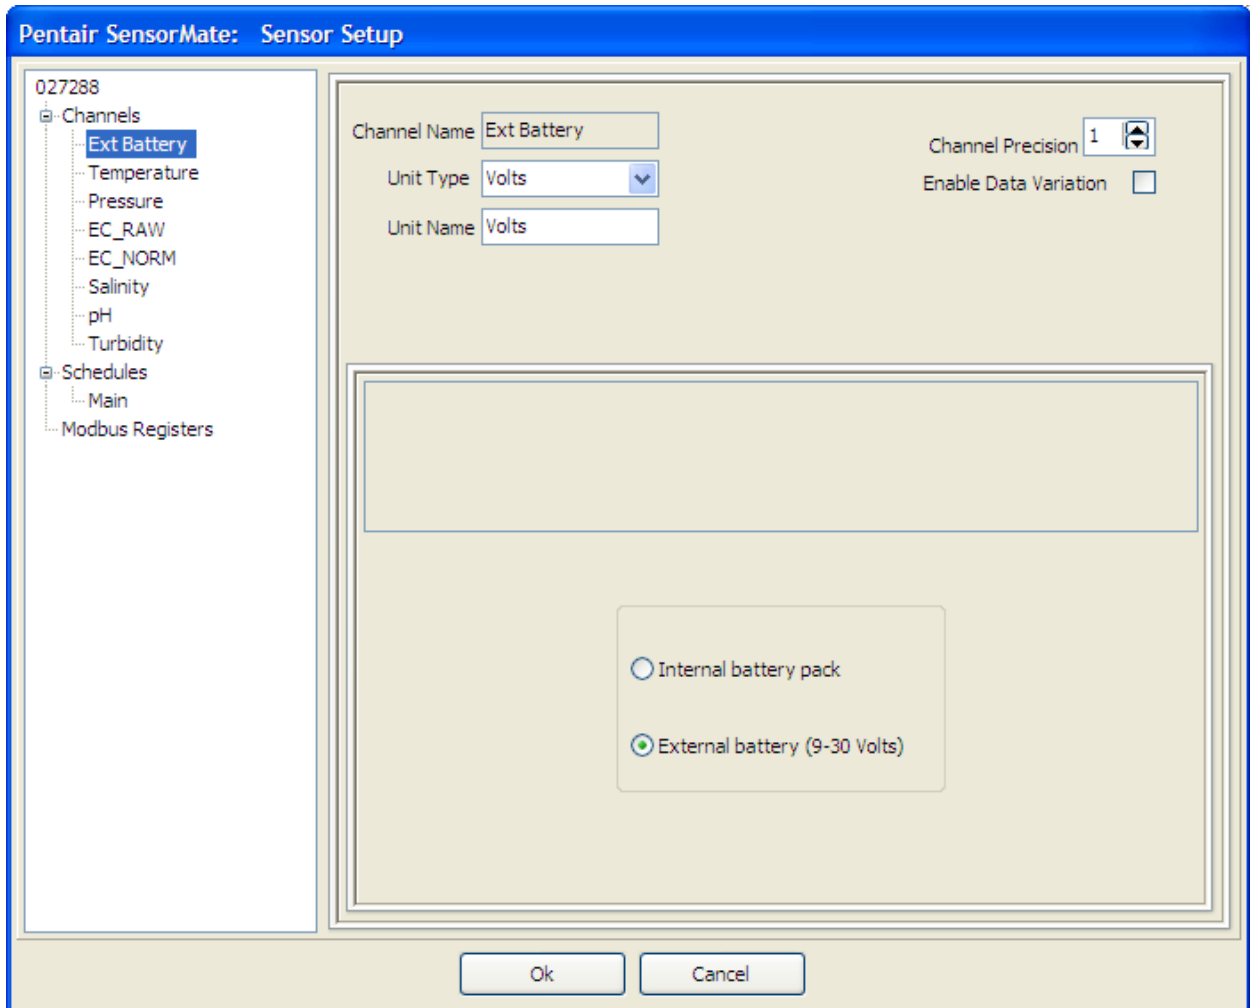 Pentair SensorMate:   Sensor Setup
027288
Channels
Ext Battery
Temperature
Pressure
EC_RAW
EC_NORM
Salinity
pH
Turbidity
Schedules
Main
Modbus Registers
Channel Name Ext Battery
Channel Precision 1
Unit Type Volts
Enable Data Variation
Unit Name Volts
Internal battery pack
External battery (9-30 Volts)
Ok Cancel